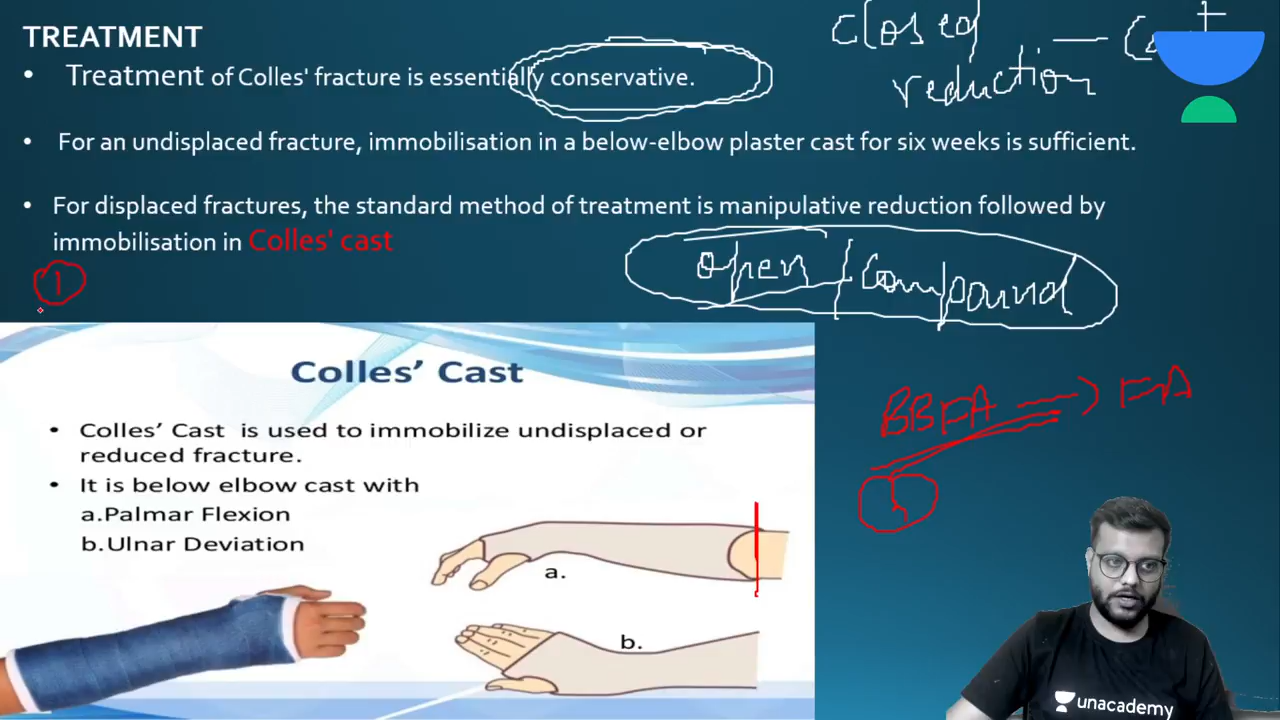 TREATMENT
closed
• Treatment of Colles' fracture is essentially conservative.
reduction
• For an undisplaced fracture, immobilisation in a below-elbow plaster cast for six weeks is sufficient.
• For displaced fractures, the standard method of treatment is manipulative reduction followed by
immobilisation in Colles' cast
open/compound
1
Colles' Cast
• Colles' Cast is used to immobilize undisplaced or
reduced fracture.
• It is below elbow cast with
a.Palmar Flexion
b.Ulnar Deviation
a.
b.
BBFA
unacademy